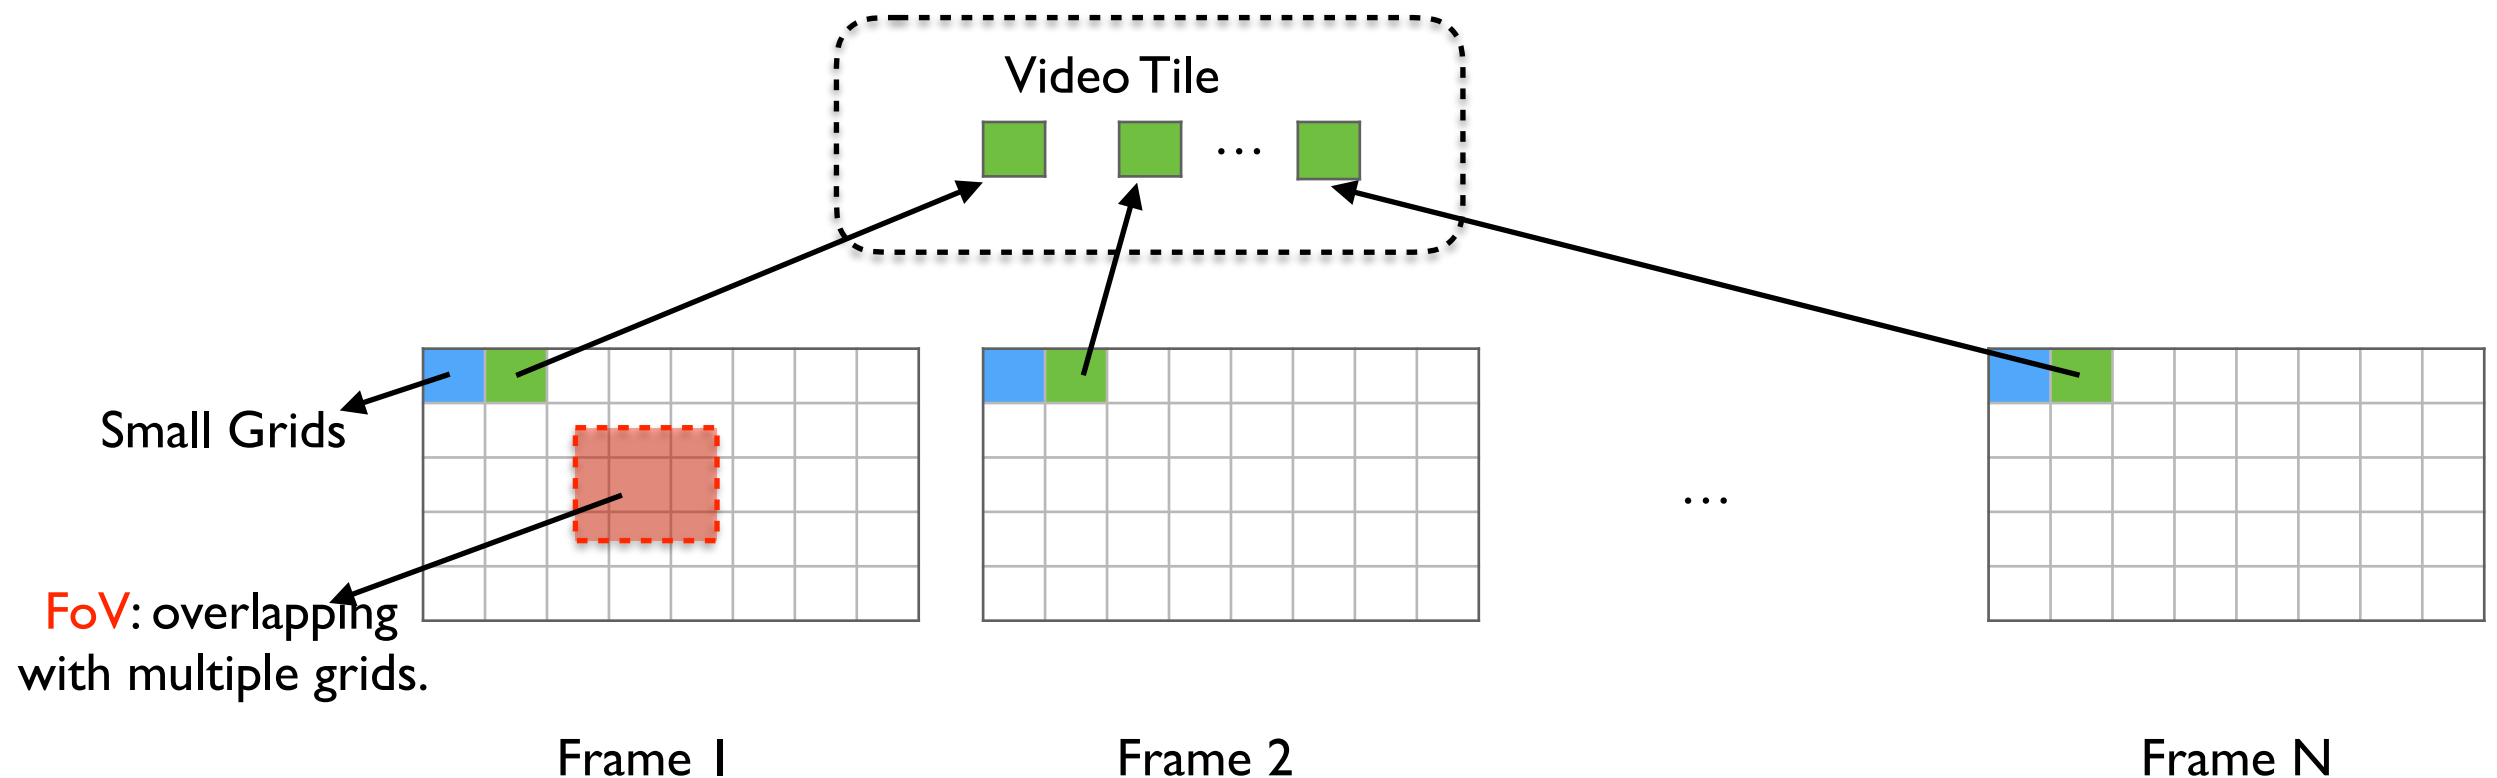 Video Tile
...
Small Grids
...
FoV: overlapping
with multiple grids.
Frame 1
Frame 2
Frame N